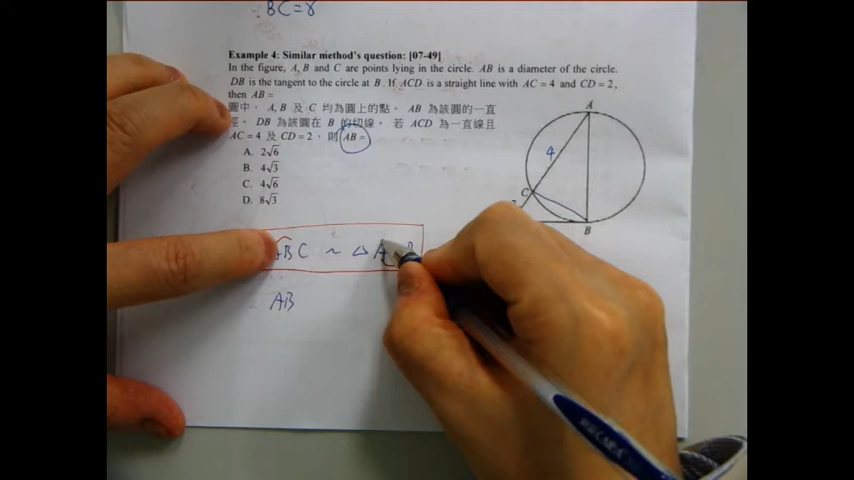 BC=8
Example 4: Similar method's question: [07-49]
In the figure, A, B and C are points lying in the circle. AB is a diameter of the circle.
DB is the tangent to the circle at B. If ACD is a straight line with AC = 4 and CD = 2,
then AB =
圖中，A, B 及 C 均為圓上的點。AB 為該圓的一直
徑。DB 為該圓在 B 的切線。若 ACD 為一直線且
AC = 4 及 CD = 2，則 AB =
A. 2√6
B. 4√3
C. 4√6
D. 8√3
A
4
C
B
ABC ~ △A
AB